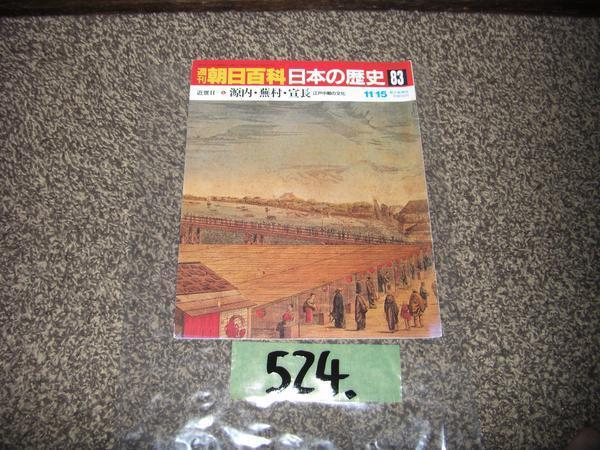 週刊 朝日百科 日本の歴史 83
近世II 源内・蕪村・宣長 江戸中期の文化 11/15
524.